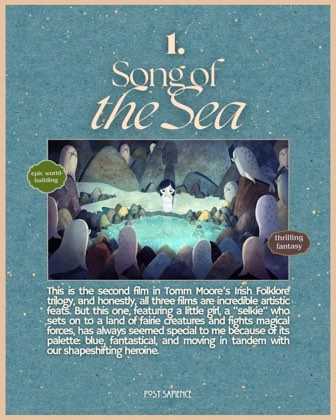 1.
Song of
the Sea
epic world-
building
thrilling
fantasy
This is the second film in Tomm Moore's Irish Folklore
trilogy, and honestly, all three films are incredible artistic
feats. But this one, featuring a little girl, a "selkie" who
sets on to a land of fairie creatures and fights magical
forces, has always seemed special to me because of its
palette: blue, fantastical, and moving in tandem with
our shapeshifting heroine.
POST SAPIENCE